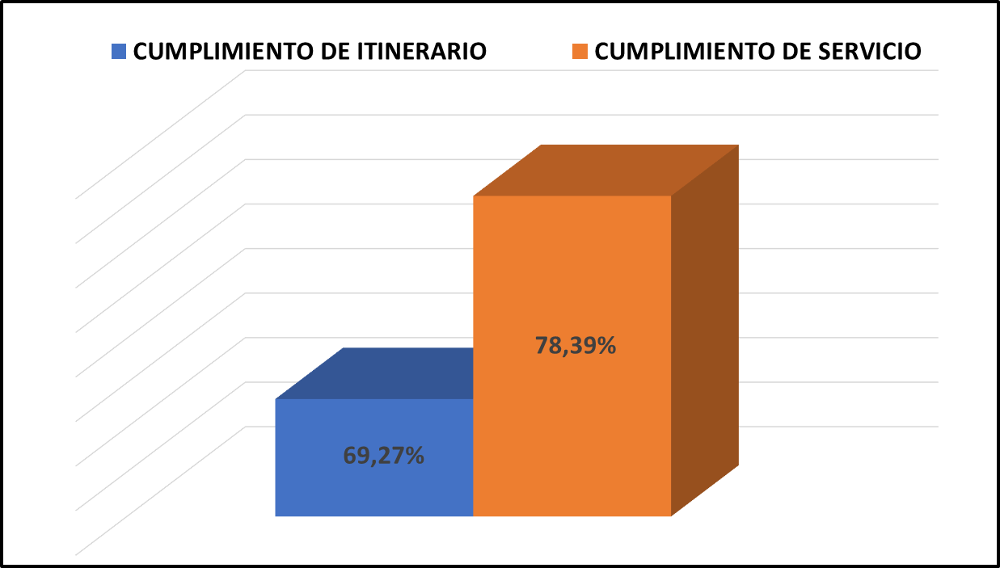 CUMPLIMIENTO DE ITINERARIO CUMPLIMIENTO DE SERVICIO
78,39%
69,27%